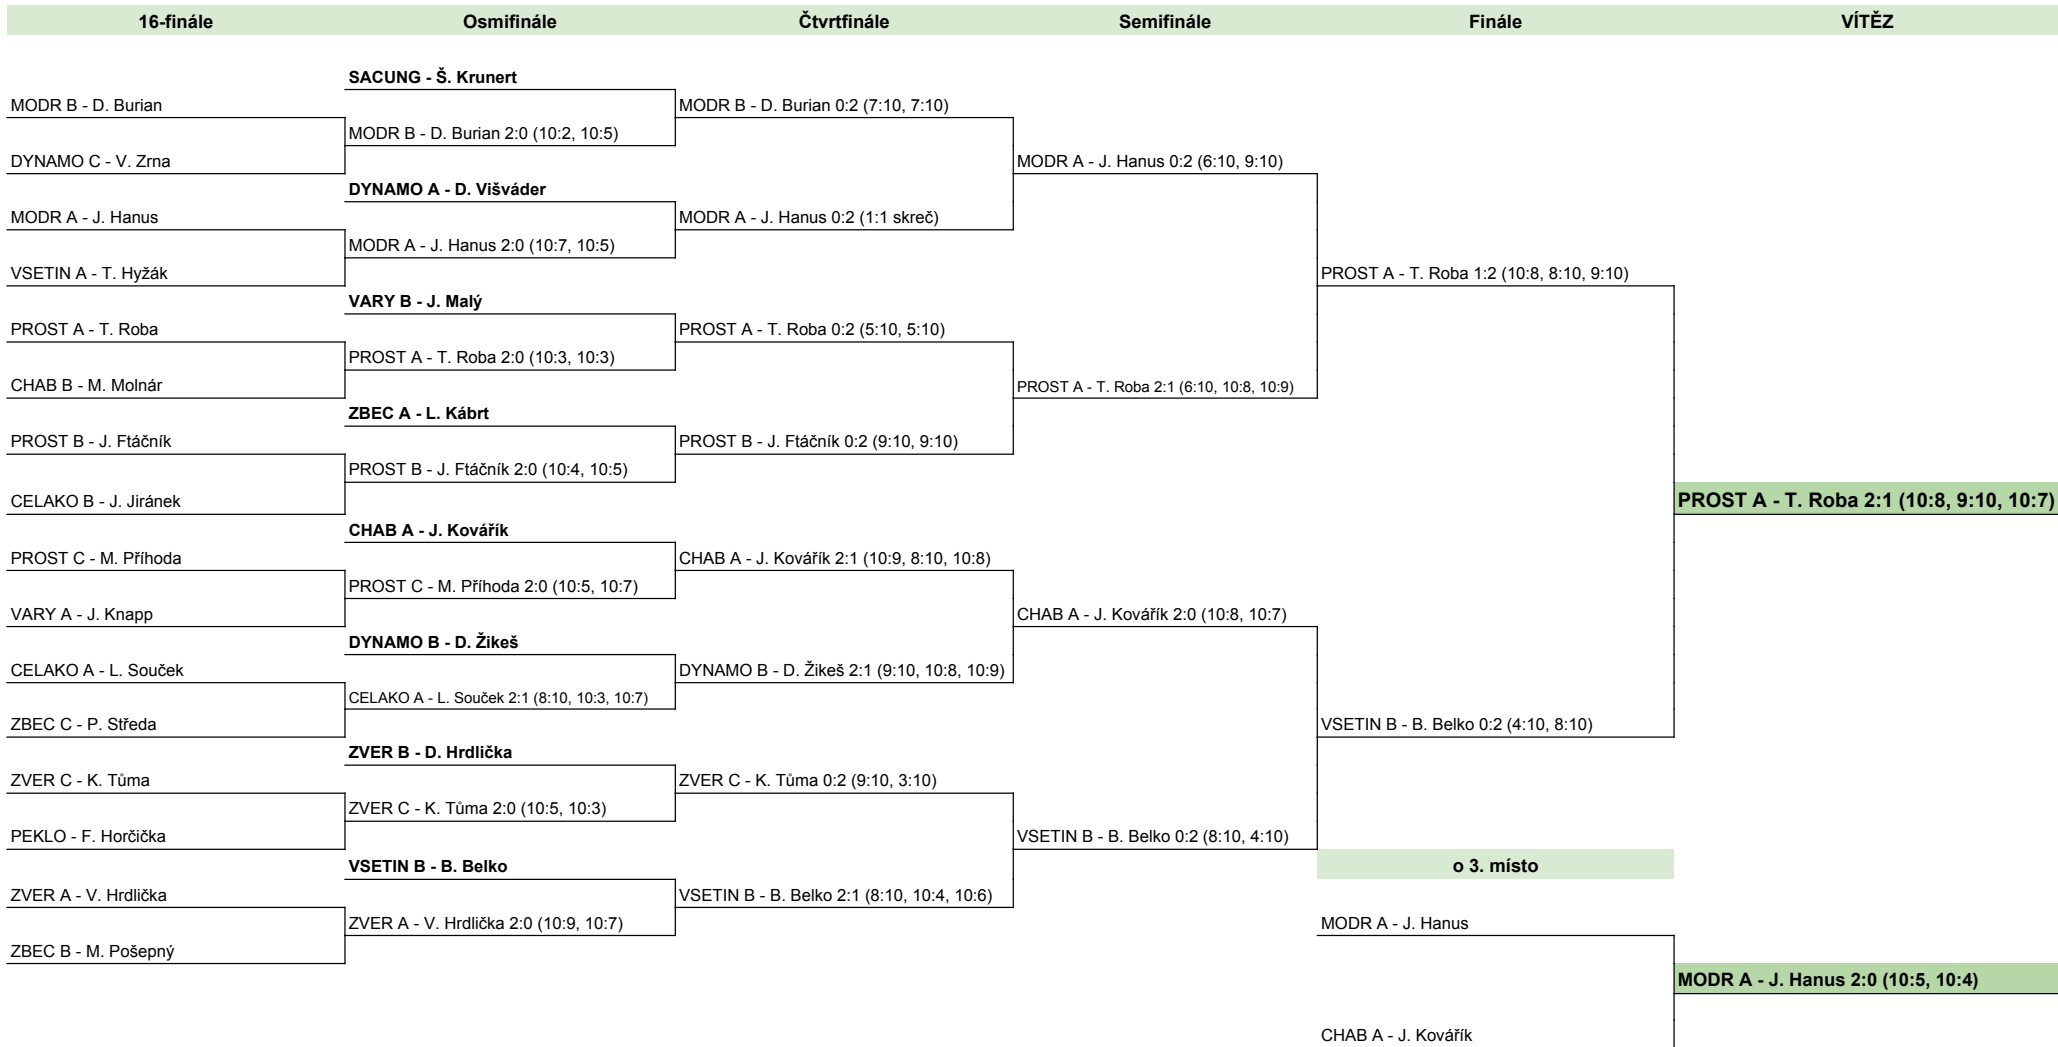 16-finále
Osmifinále
Čtvrtfinále
Semifinále
Finále
VÍTĚZ
SACUNG - Š. Krunert
MODR B - D. Burian
MODR B - D. Burian 0:2 (7:10, 7:10)
MODR B - D. Burian 2:0 (10:2, 10:5)
DYNAMO C - V. Zrna
MODR A - J. Hanus 0:2 (6:10, 9:10)
DYNAMO A - D. Višváder
MODR A - J. Hanus
MODR A - J. Hanus 0:2 (1:1 skreč)
MODR A - J. Hanus 2:0 (10:7, 10:5)
VSETIN A - T. Hyžák
PROST A - T. Roba 1:2 (10:8, 8:10, 9:10)
VARY B - J. Malý
PROST A - T. Roba
PROST A - T. Roba 0:2 (5:10, 5:10)
PROST A - T. Roba 2:0 (10:3, 10:3)
CHAB B - M. Molnár
PROST A - T. Roba 2:1 (6:10, 10:8, 10:9)
ZBEC A - L. Kábrt
PROST B - J. Ftáčník
PROST B - J. Ftáčník 0:2 (9:10, 9:10)
PROST B - J. Ftáčník 2:0 (10:4, 10:5)
CELAKO B - J. Jiránek
PROST A - T. Roba 2:1 (10:8, 9:10, 10:7)
CHAB A - J. Kovářík
PROST C - M. Příhoda
CHAB A - J. Kovářík 2:1 (10:9, 8:10, 10:8)
PROST C - M. Příhoda 2:0 (10:5, 10:7)
VARY A - J. Knapp
CHAB A - J. Kovářík 2:0 (10:8, 10:7)
DYNAMO B - D. Žikeš
CELAKO A - L. Souček
DYNAMO B - D. Žikeš 2:1 (9:10, 10:8, 10:9)
CELAKO A - L. Souček 2:1 (8:10, 10:3, 10:7)
ZBEC C - P. Středa
VSETIN B - B. Belko 0:2 (4:10, 8:10)
ZVER B - D. Hrdlička
ZVER C - K. Tůma
ZVER C - K. Tůma 0:2 (9:10, 3:10)
ZVER C - K. Tůma 2:0 (10:5, 10:3)
PEKLO - F. Horčička
VSETIN B - B. Belko 0:2 (8:10, 4:10)
VSETIN B - B. Belko
o 3. místo
ZVER A - V. Hrdlička
VSETIN B - B. Belko 2:1 (8:10, 10:4, 10:6)
ZVER A - V. Hrdlička 2:0 (10:9, 10:7)
MODR A - J. Hanus
ZBEC B - M. Pošepný
MODR A - J. Hanus 2:0 (10:5, 10:4)
CHAB A - J. Kovářík